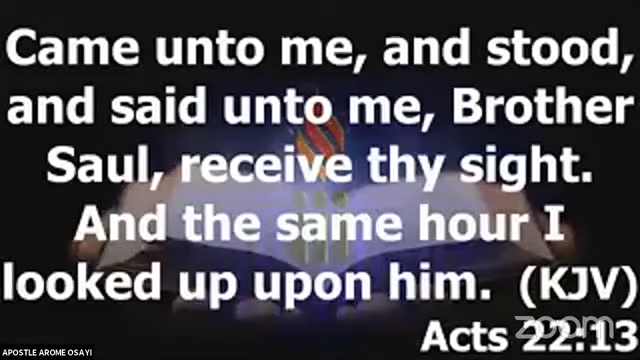 Came unto me, and stood,
and said unto me, Brother
Saul, receive thy sight.
And the same hour I
looked up upon him. (KJV)
zoom
Acts 22:13
APOSTLE AROME OSAYI